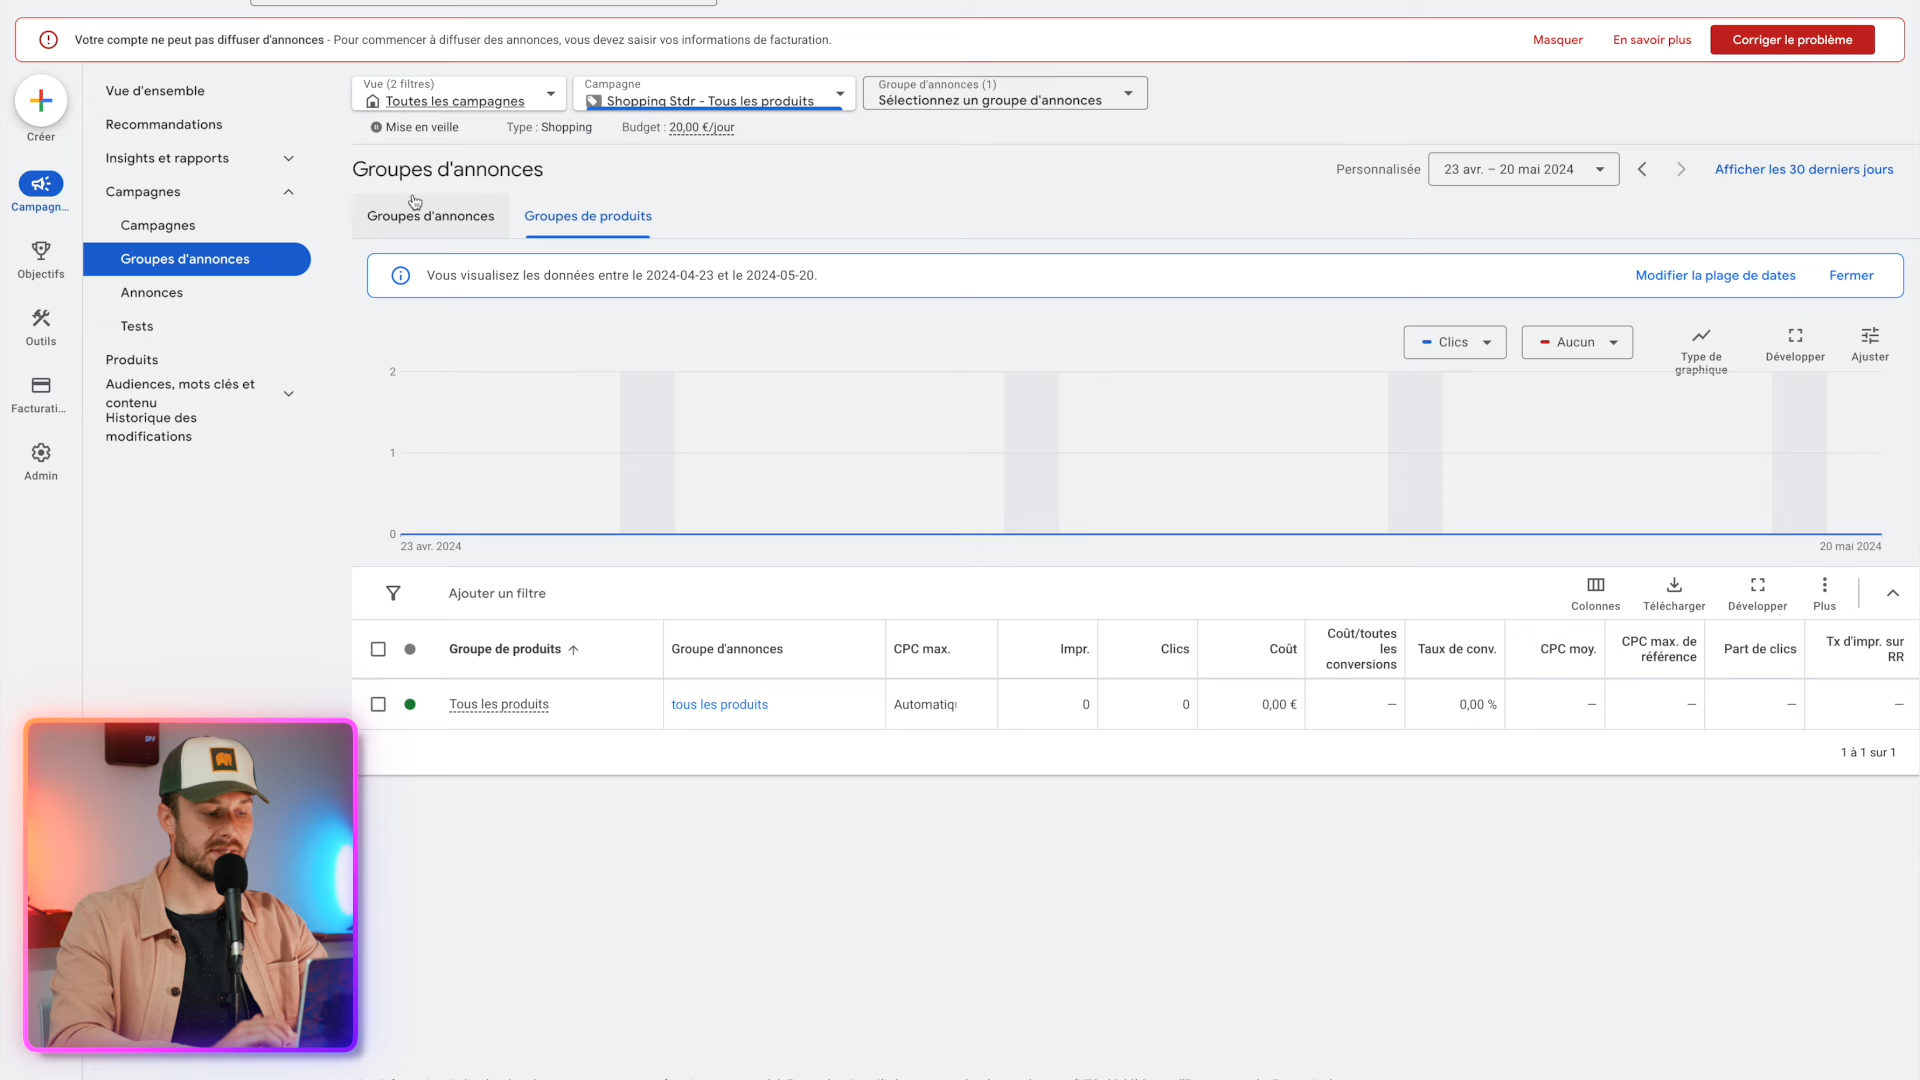 Votre compte ne peut pas diffuser d'annonces - Pour commencer à diffuser des annonces, vous devez saisir vos informations de facturation.
Masquer
En savoir plus
Corriger le problème
Créer
Campagn...
Objectifs
Outils
Facturati...
Admin
Vue d'ensemble
Recommandations
Insights et rapports
Campagnes
Campagnes
Groupes d'annonces
Annonces
Tests
Produits
Audiences, mots clés et
contenu
Historique des
modifications
Vue (2 filtres)
Toutes les campagnes
Campagne
Shopping Stdr - Tous les produits
Groupe d'annonces (1)
Sélectionnez un groupe d'annonces
Mise en veille
Type : Shopping
Budget : 20,00 €/jour
Groupes d'annonces
Personnalisée
23 avr. – 20 mai 2024
Afficher les 30 derniers jours
Groupes d'annonces
Groupes de produits
Vous visualisez les données entre le 2024-04-23 et le 2024-05-20.
Modifier la plage de dates
Fermer
Clics
Aucun
Type de
graphique
Développer
Ajuster
2
1
0
23 avr. 2024
20 mai 2024
Ajouter un filtre
Colonnes
Télécharger
Développer
Plus
Groupe de produits
Groupe d'annonces
CPC max.
Impr.
Clics
Coût
Coût/toutes
les
conversions
Taux de conv.
CPC moy.
CPC max. de
référence
Part de clics
Tx d'impr. sur
RR
Tous les produits
tous les produits
Automatiq
0
0
0,00 €
—
0,00 %
—
—
—
—
1 à 1 sur 1